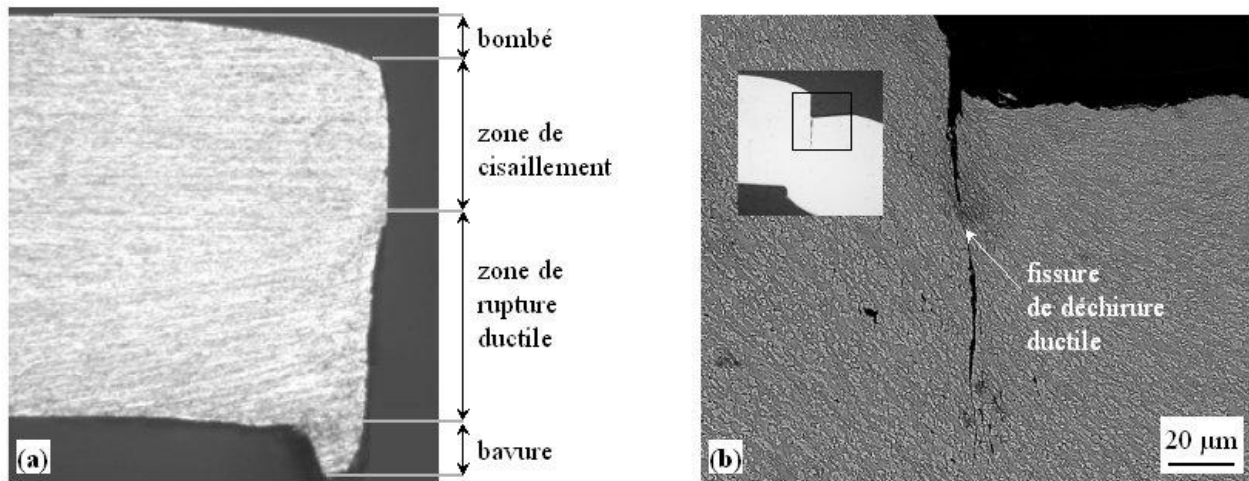 bombé
zone de
cisaillement
zone de
rupture
ductile
bavure
(a)
fissure
de déchirure
ductile
20 µm
(b)